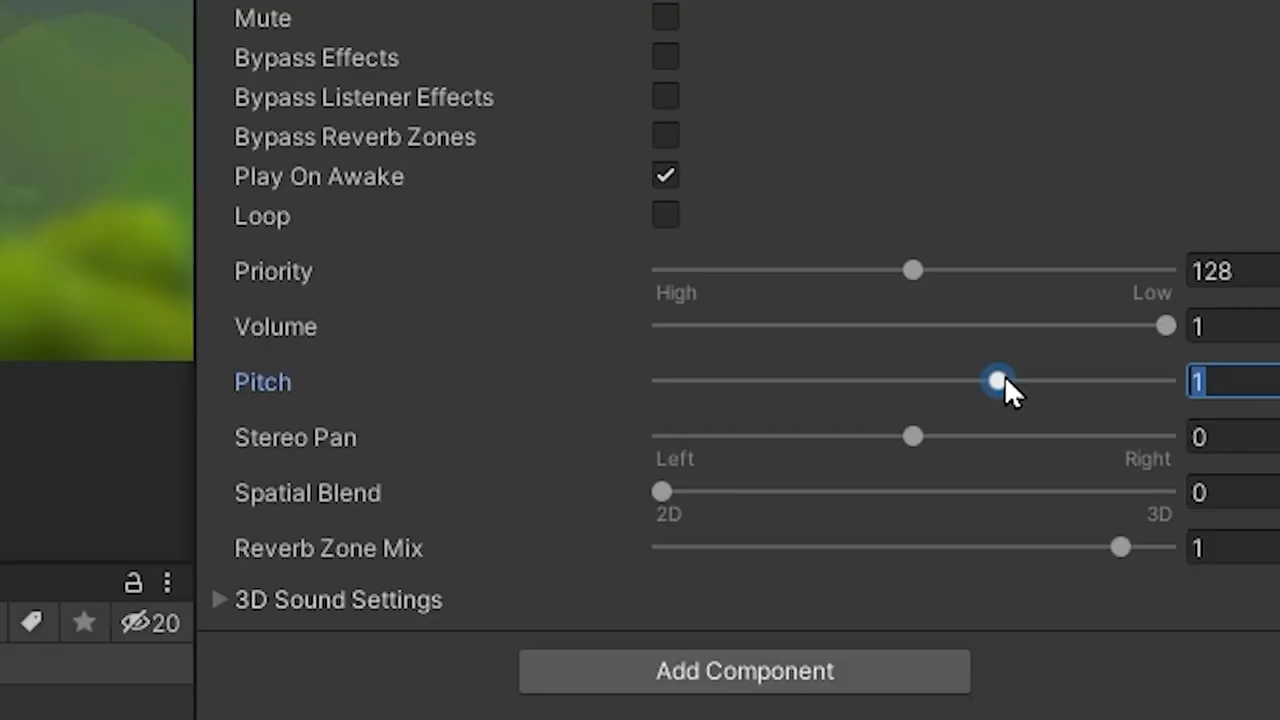 Mute
Bypass Effects
Bypass Listener Effects
Bypass Reverb Zones
Play On Awake
Loop
Priority 128
High Low
Volume 1
Pitch 1
Stereo Pan 0
Left Right
Spatial Blend 0
2D 3D
Reverb Zone Mix 1
3D Sound Settings
20
Add Component